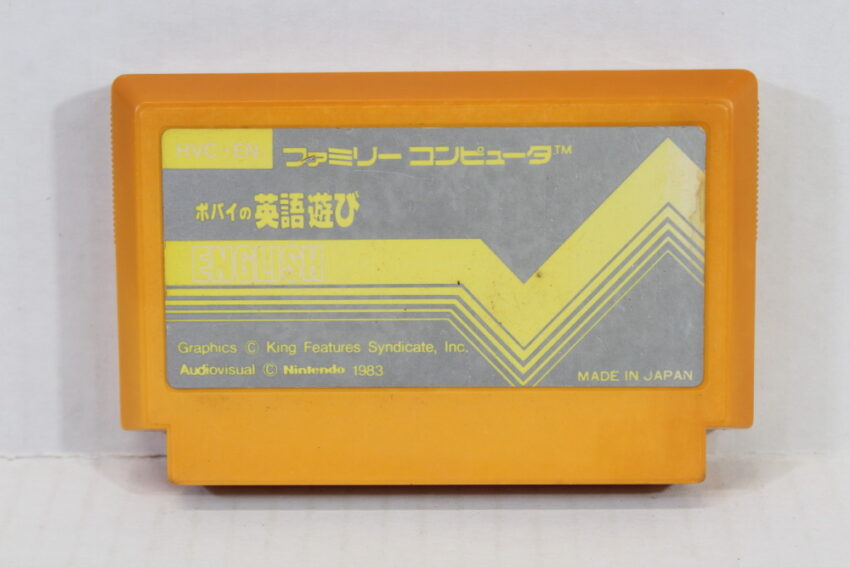 HVC・EN
ファミリー コンピュータ™
ポパイの 英語遊び
ENGLISH
Graphics © King Features Syndicate, Inc.
Audiovisual © Nintendo 1983
MADE IN JAPAN